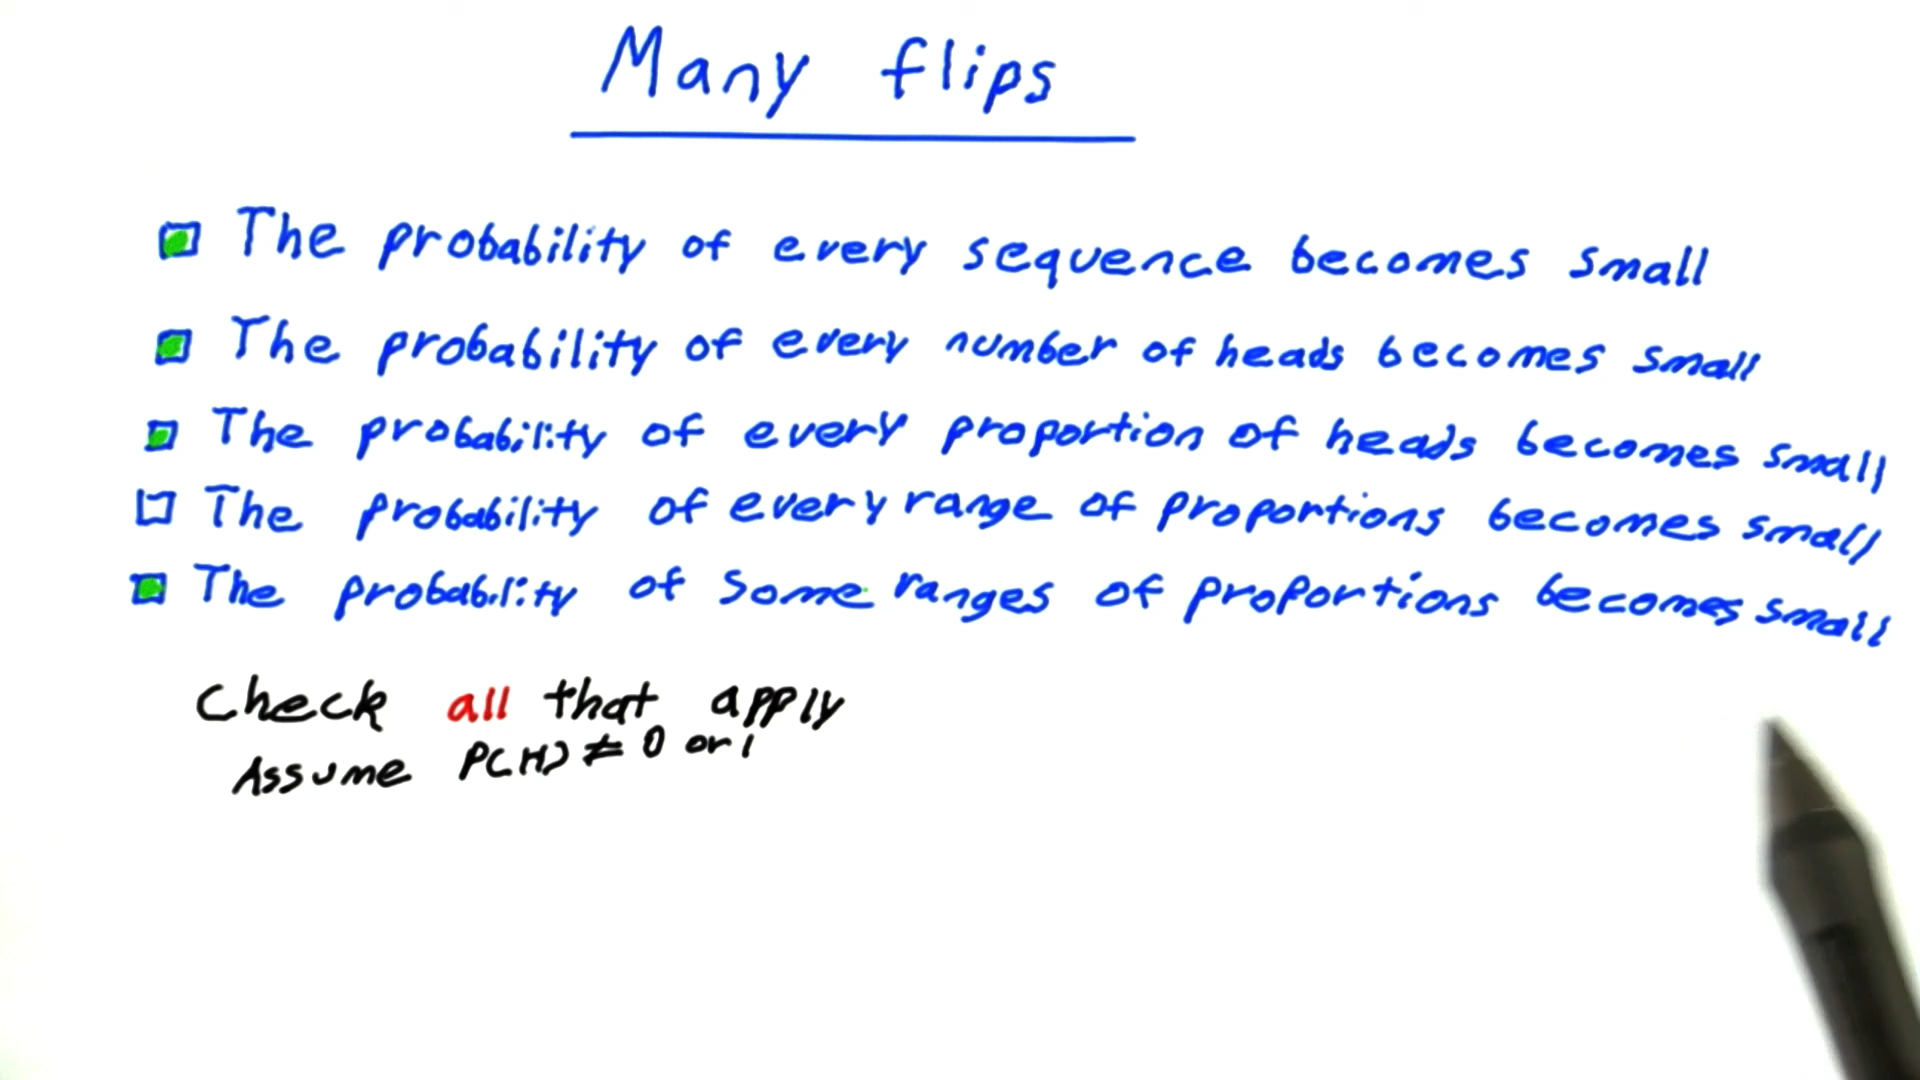 Many flips
The probability of every sequence becomes small
The probability of every number of heads becomes small
The probability of every proportion of heads becomes small
The probability of every range of proportions becomes small
The probability of some ranges of proportions becomes small
Check all that apply
Assume P(H) ≠ 0 or 1